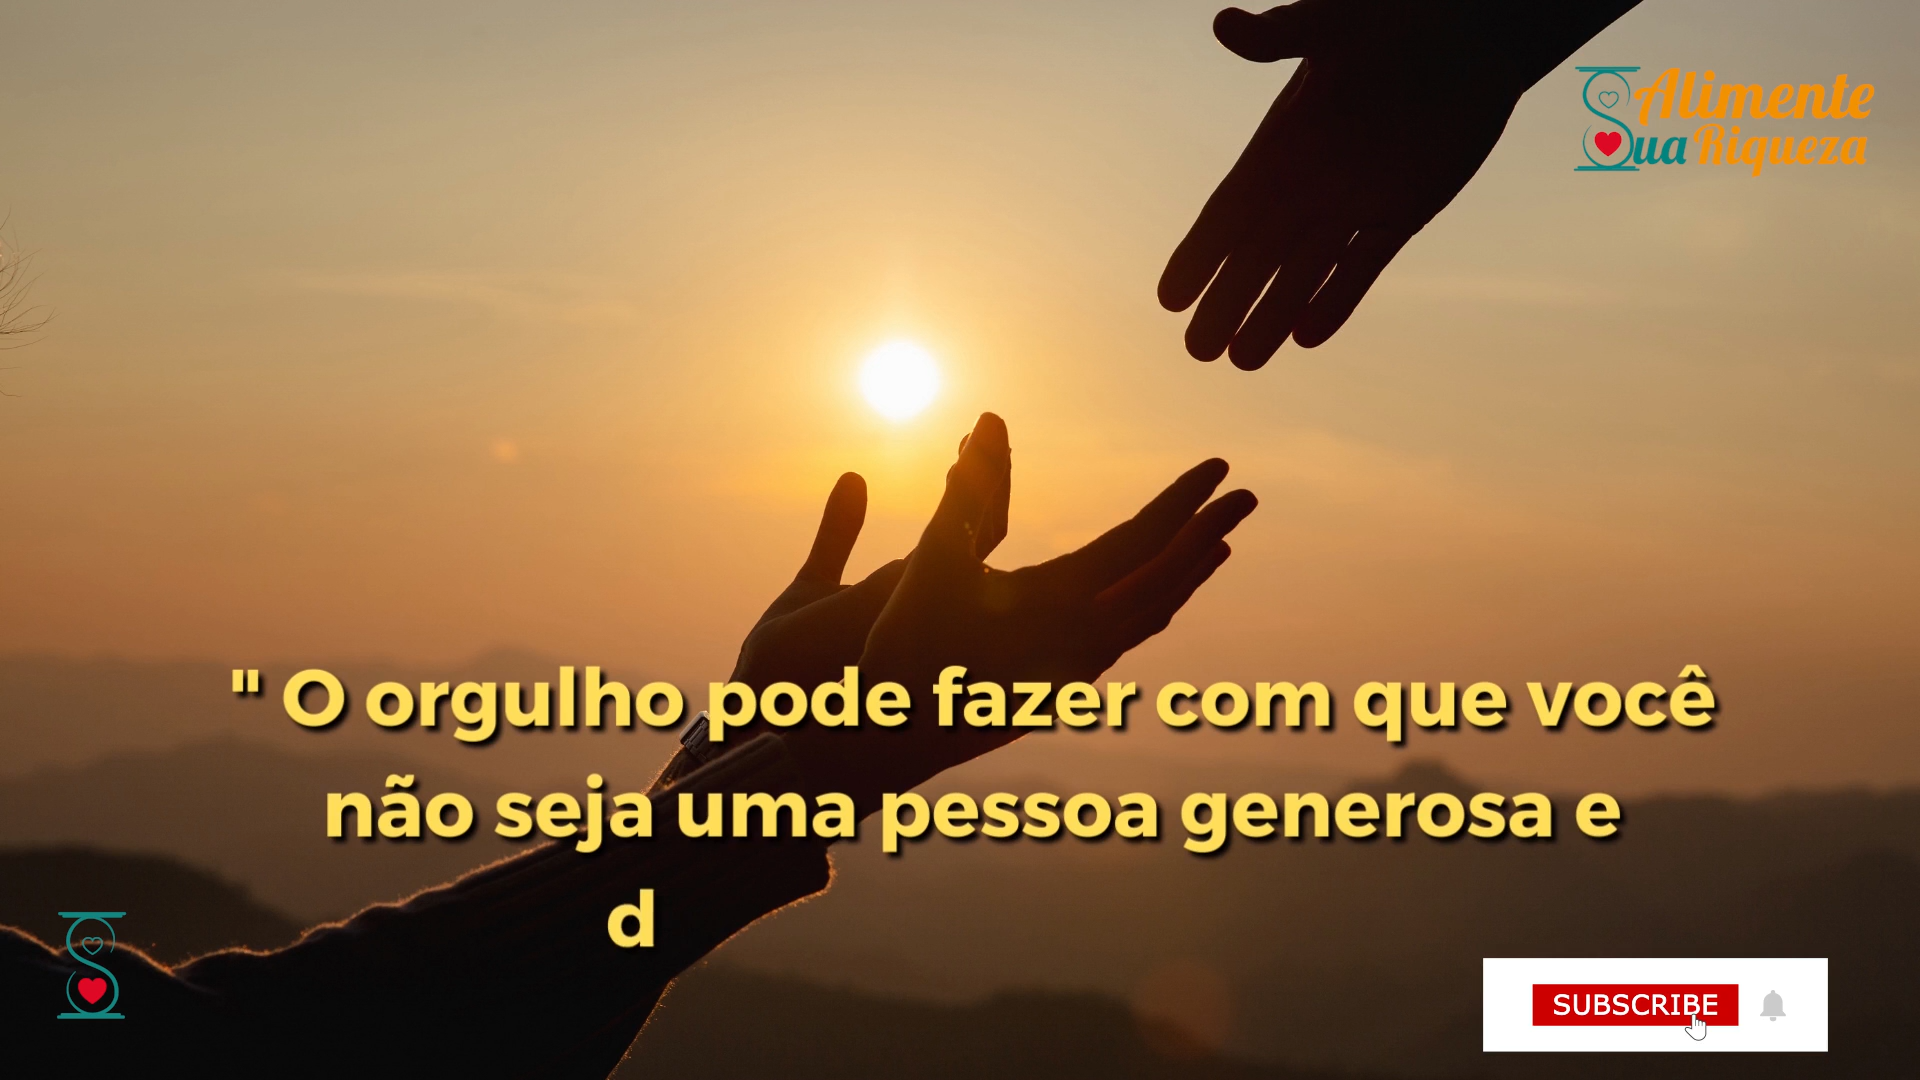 Alimente
Sua Riqueza
" O orgulho pode fazer com que você
não seja uma pessoa generosa e
d
SUBSCRIBE